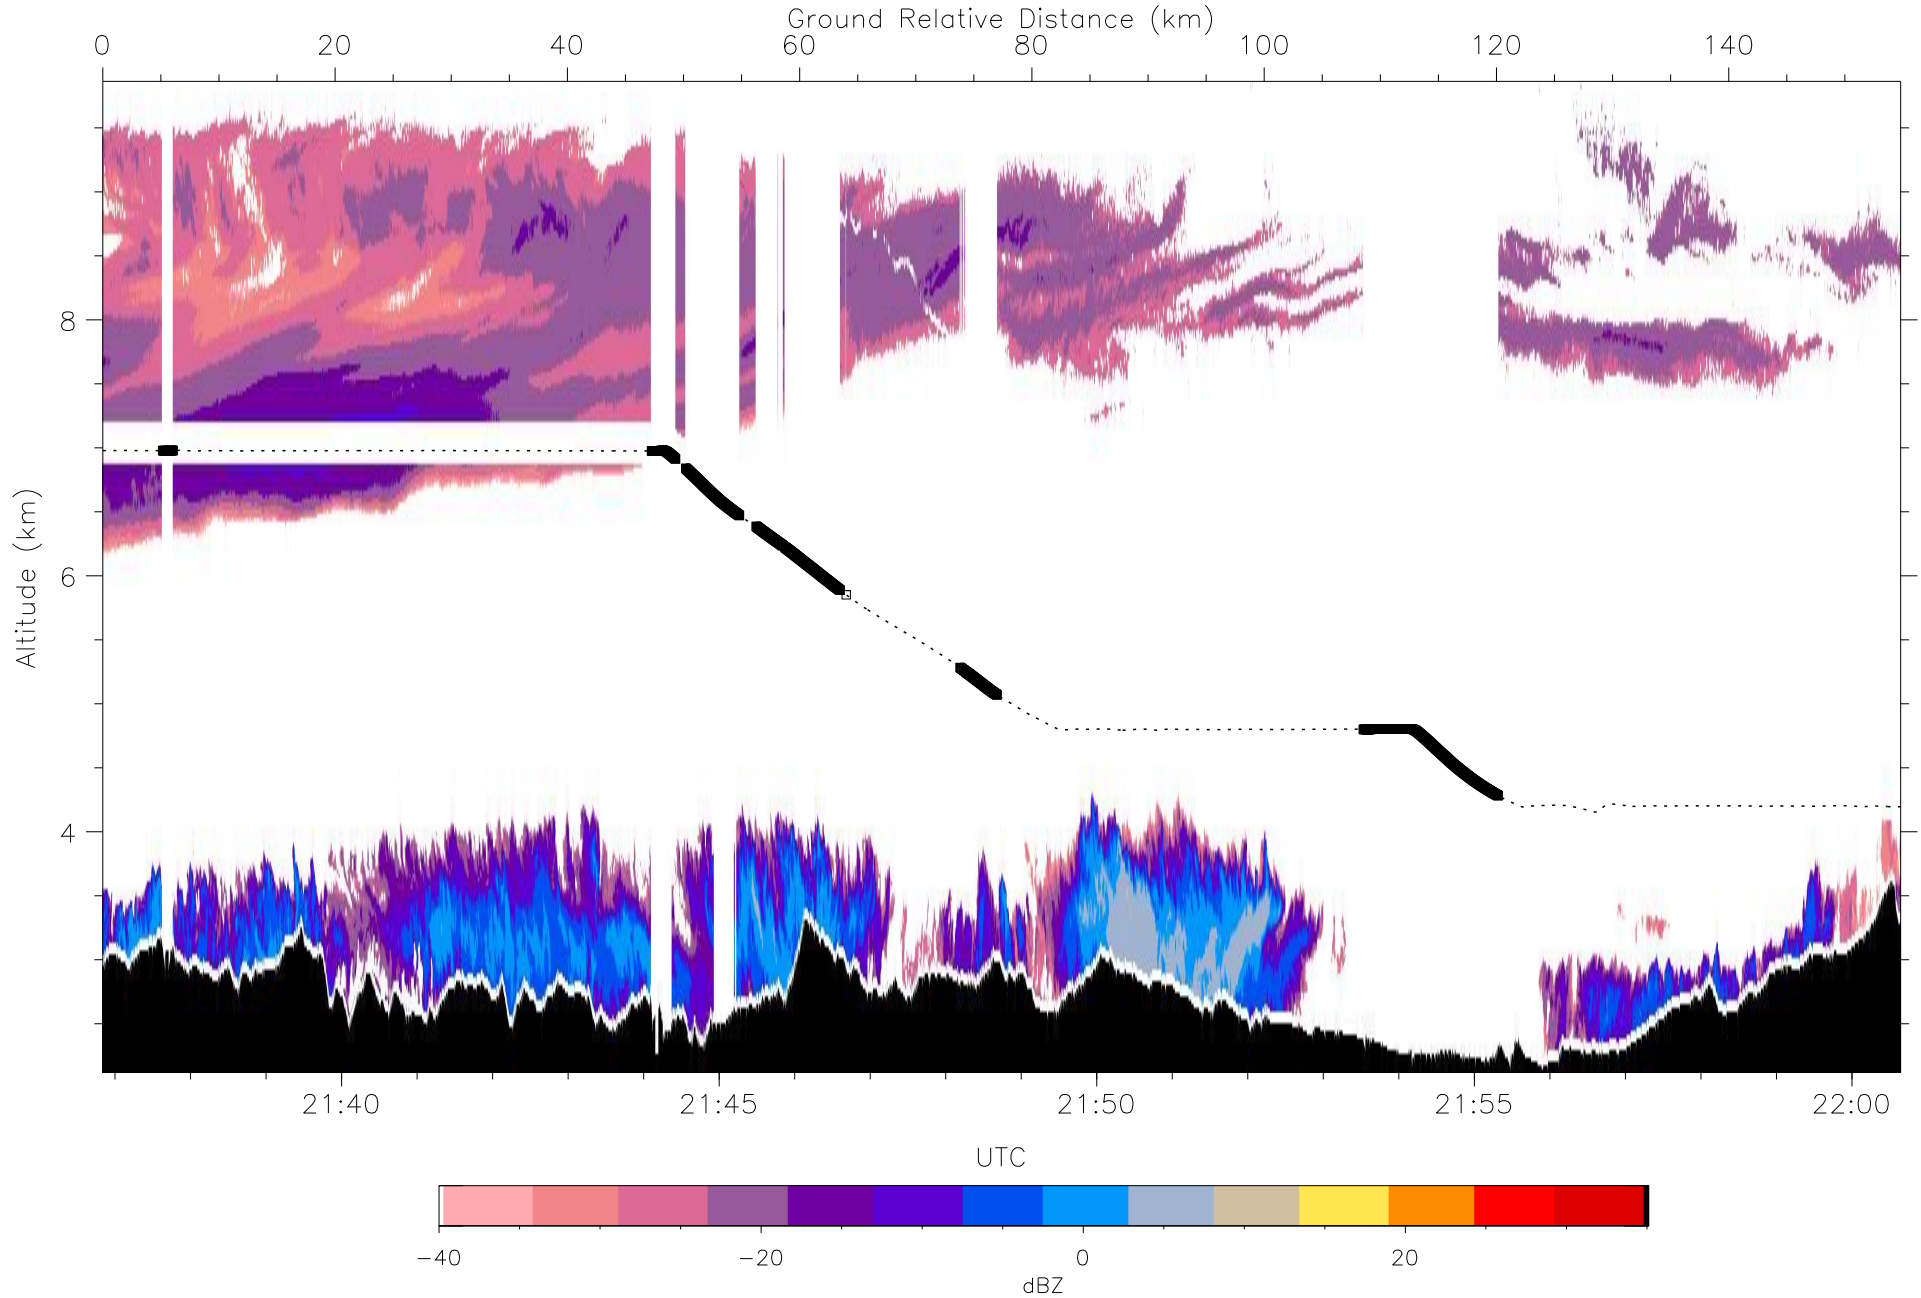 Ground Relative Distance (km)
0 20 40 60 80 100 120 140
8
6
4
Altitude (km)
21:40 21:45 21:50 21:55 22:00
UTC
−40 −20 0 20
dBZ